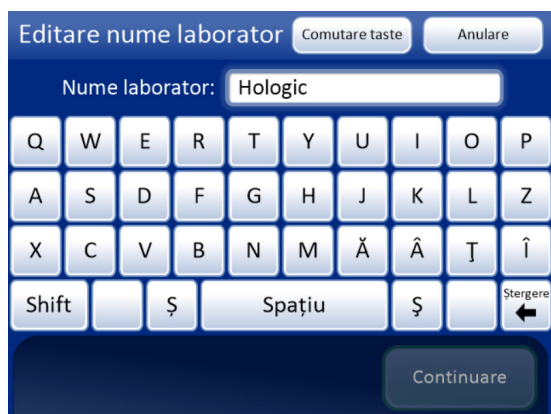 Editare nume laborator Comutare taste Anulare
Nume laborator: Hologic
Q W E R T Y U I O P
A S D F G H J K L Z
X C V B N M Ă Â Ţ Î
Shift Ș Spațiu Ş Ștergere
Continuare